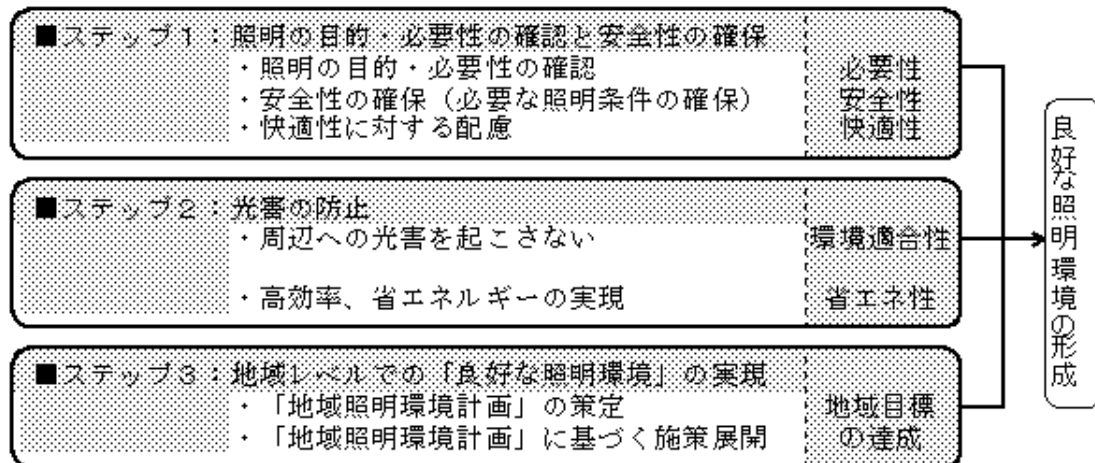 ■ステップ1：照明の目的・必要性の確認と安全性の確保
・照明の目的・必要性の確認
・安全性の確保（必要な照明条件の確保）
・快適性に対する配慮
必要性
安全性
快適性
■ステップ2：光害の防止
・周辺への光害を起こさない
環境適合性
・高効率、省エネルギーの実現
省エネ性
■ステップ3：地域レベルでの「良好な照明環境」の実現
・「地域照明環境計画」の策定
・「地域照明環境計画」に基づく施策展開
地域目標
の達成
良好な照明環境の形成